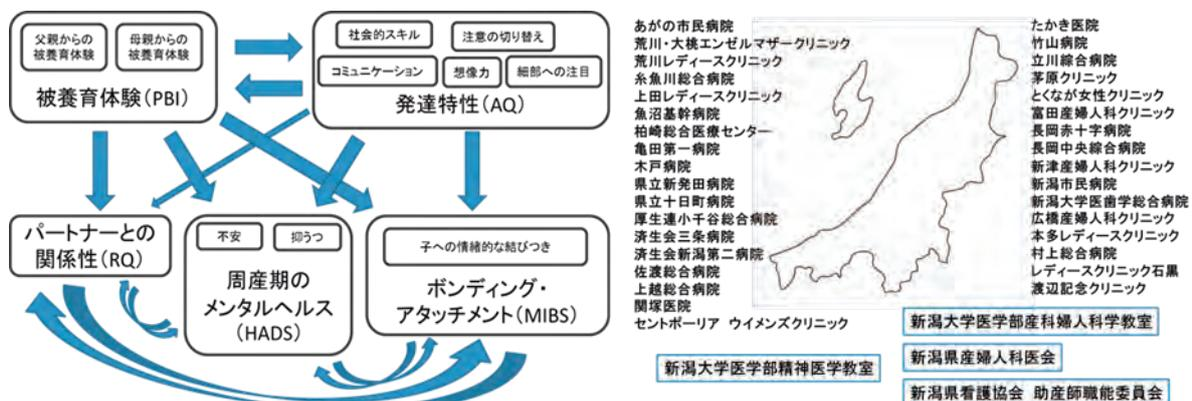 父親からの
被養育体験
母親からの
被養育体験
被養育体験(PBI)
社会的スキル
注意の切り替え
コミュニケーション
想像力
細部への注目
発達特性(AQ)
パートナーとの
関係性(RQ)
不安
抑うつ
周産期の
メンタルヘルス
(HADS)
子への情緒的な結びつき
ボンディング・
アタッチメント(MIBS)
あがの市民病院
荒川・大桃エンゼルマザークリニック
荒川レディースクリニック
糸魚川総合病院
上田レディースクリニック
魚沼基幹病院
柏崎総合医療センター
亀田第一病院
木戸病院
県立新発田病院
県立十日町病院
厚生連小千谷総合病院
済生会三条病院
済生会新潟第二病院
佐渡総合病院
上越総合病院
関塚医院
セントポーリア ウイメンズクリニック
たかき医院
竹山病院
立川綜合病院
茅原クリニック
とくなが女性クリニック
富田産婦人科クリニック
長岡赤十字病院
長岡中央綜合病院
新津産婦人科クリニック
新潟市民病院
新潟大学医歯学総合病院
広橋産婦人科クリニック
本多レディースクリニック
村上総合病院
レディースクリニック石黒
渡辺記念クリニック
新潟大学医学部産科婦人科学教室
新潟大学医学部精神医学教室
新潟県産婦人科医会
新潟県看護協会 助産師職能委員会